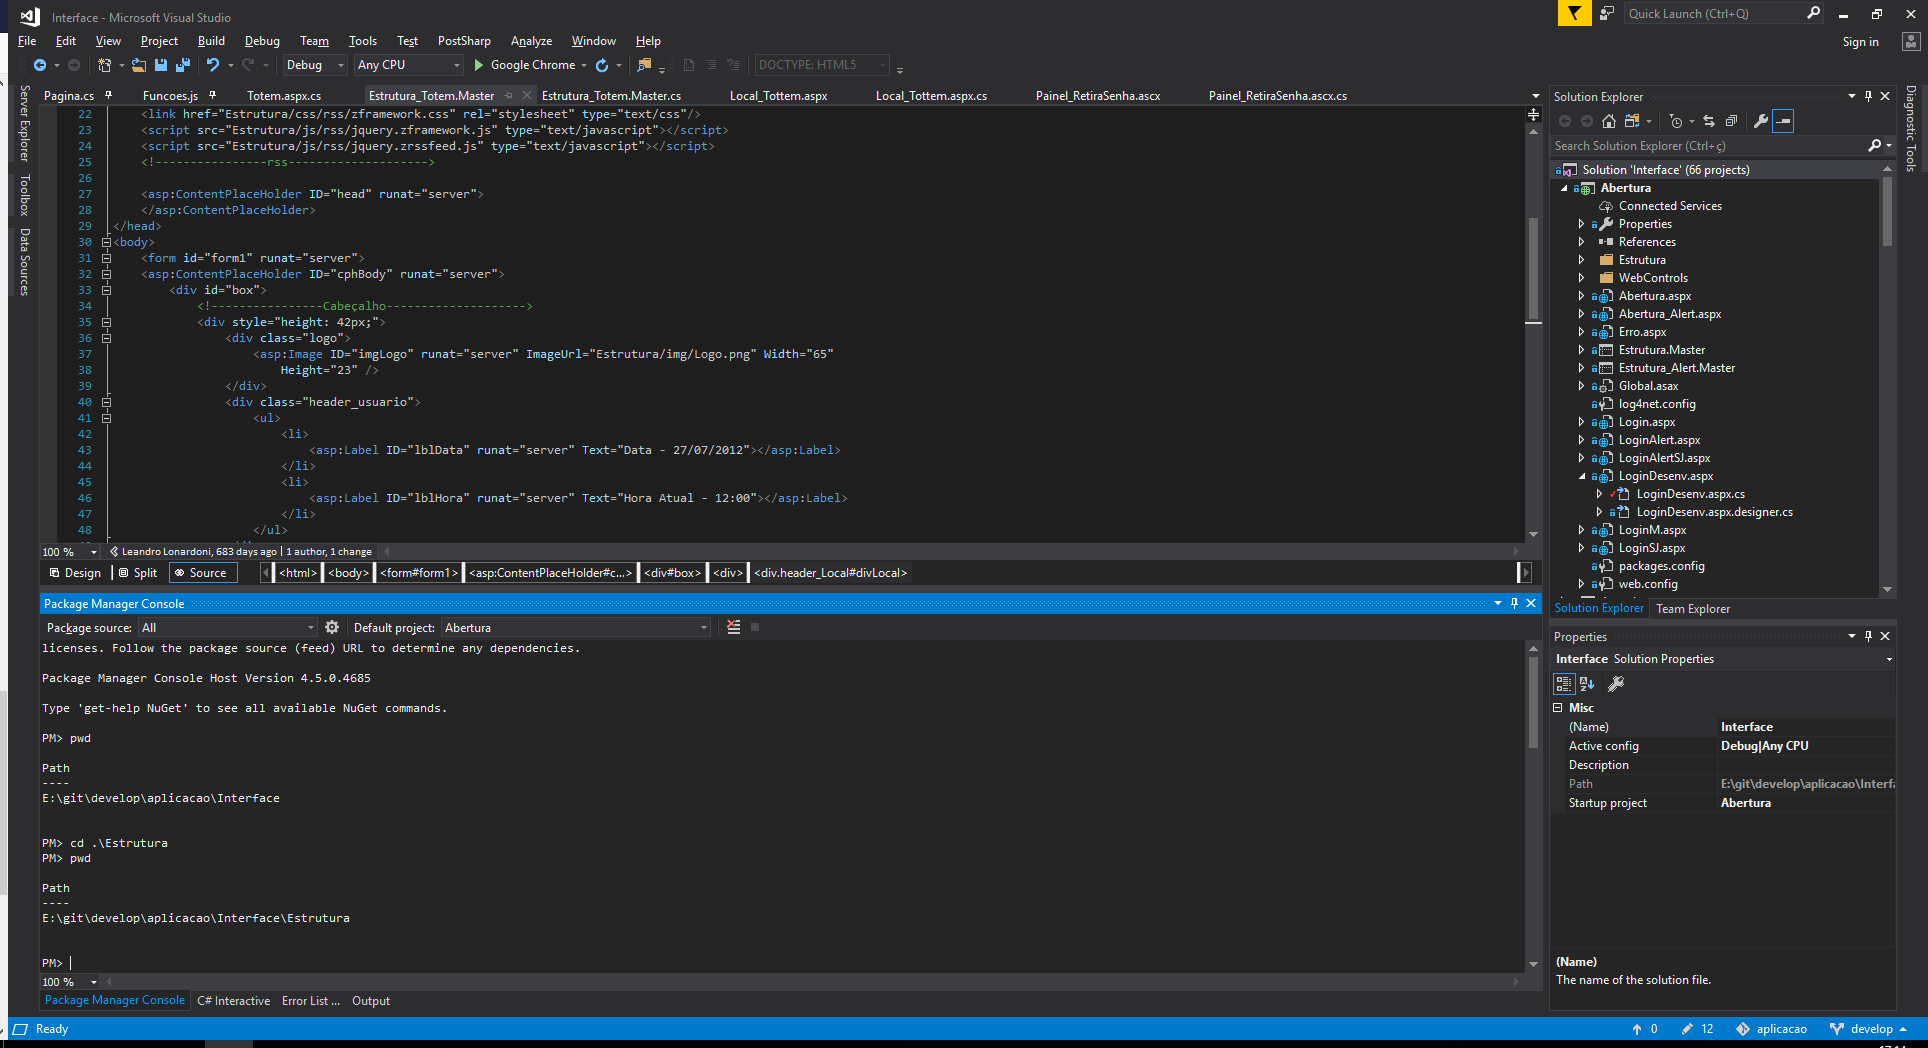 Interface - Microsoft Visual Studio
Quick Launch (Ctrl+Q)
File Edit View Project Build Debug Team Tools Test PostSharp Analyze Window Help
Sign in
Debug Any CPU Google Chrome DOCTYPE: HTML5
Server Explorer
Toolbox
Data Sources
Pagina.cs Funcoes.js Totem.aspx.cs Estrutura_Totem.Master Estrutura_Totem.Master.cs Local_Tottem.aspx Local_Tottem.aspx.cs Painel_RetiraSenha.ascx Painel_RetiraSenha.ascx.cs
22 <link href="Estrutura/css/rss/zframework.css" rel="stylesheet" type="text/css"/>
23 <script src="Estrutura/js/rss/jquery.zframework.js" type="text/javascript"></script>
24 <script src="Estrutura/js/rss/jquery.zrssfeed.js" type="text/javascript"></script>
25 <!----------------rss-------------------->
26
27 <asp:ContentPlaceHolder ID="head" runat="server">
28 </asp:ContentPlaceHolder>
29 </head>
30 <body>
31 <form id="form1" runat="server">
32 <asp:ContentPlaceHolder ID="cphBody" runat="server">
33 <div id="box">
34 <!----------------Cabeçalho-------------------->
35 <div style="height: 42px;">
36 <div class="logo">
37 <asp:Image ID="imgLogo" runat="server" ImageUrl="Estrutura/img/Logo.png" Width="65"
38 Height="23" />
39 </div>
40 <div class="header_usuario">
41 <ul>
42 <li>
43 <asp:Label ID="lblData" runat="server" Text="Data - 27/07/2012"></asp:Label>
44 </li>
45 <li>
46 <asp:Label ID="lblHora" runat="server" Text="Hora Atual - 12:00"></asp:Label>
47 </li>
48 </ul>
100 % Leandro Lonardoni, 683 days ago | 1 author, 1 change
Design Split Source <html> <body> <form#form1> <asp:ContentPlaceHolder#c...> <div#box> <div> <div.header_Local#divLocal>
Package Manager Console
Package source: All Default project: Abertura
licenses. Follow the package source (feed) URL to determine any dependencies.
Package Manager Console Host Version 4.5.0.4685
Type 'get-help NuGet' to see all available NuGet commands.
PM> pwd
Path
----
E:\git\develop\aplicacao\Interface
PM> cd .\Estrutura
PM> pwd
Path
----
E:\git\develop\aplicacao\Interface\Estrutura
PM>
100 %
Package Manager Console C# Interactive Error List ... Output
Solution Explorer
Search Solution Explorer (Ctrl+ç)
Solution 'Interface' (66 projects)
Abertura
Connected Services
Properties
References
Estrutura
WebControls
Abertura.aspx
Abertura_Alert.aspx
Erro.aspx
Estrutura.Master
Estrutura_Alert.Master
Global.asax
log4net.config
Login.aspx
LoginAlert.aspx
LoginAlertSJ.aspx
LoginDesenv.aspx
LoginDesenv.aspx.cs
LoginDesenv.aspx.designer.cs
LoginM.aspx
LoginSJ.aspx
packages.config
web.config
Solution Explorer Team Explorer
Properties
Interface Solution Properties
Misc
(Name) Interface
Active config Debug|Any CPU
Description
Path E:\git\develop\aplicacao\Interfa
Startup project Abertura
(Name)
The name of the solution file.
Diagnostic Tools
Ready
0 12 aplicacao develop